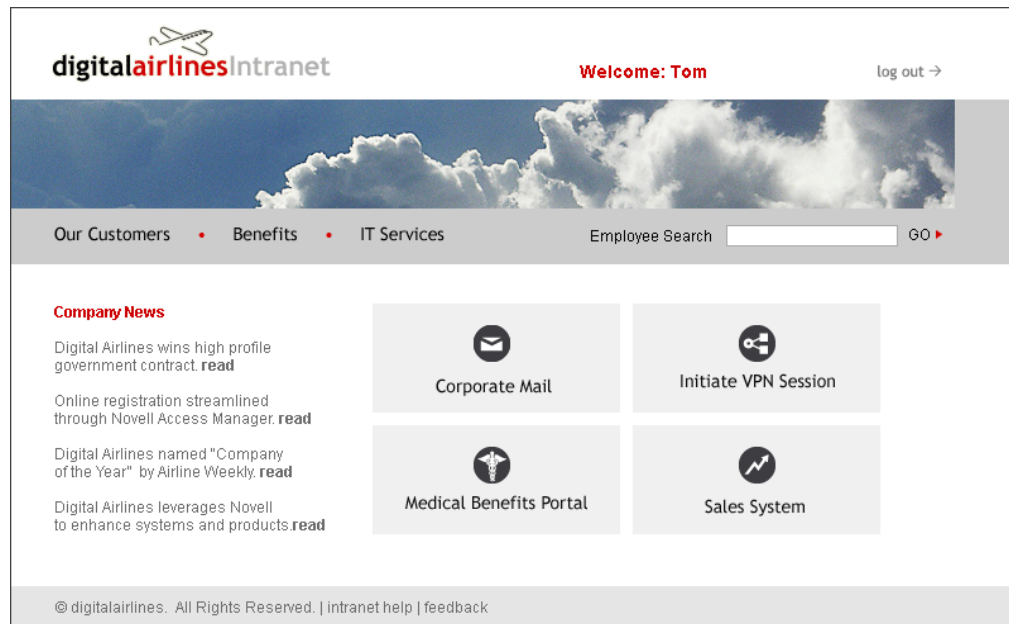 digitalairlinesIntranet
Welcome: Tom
log out →
Our Customers • Benefits • IT Services
Employee Search
GO
Company News
Digital Airlines wins high profile
government contract. read
Online registration streamlined
through Novell Access Manager. read
Digital Airlines named "Company
of the Year" by Airline Weekly. read
Digital Airlines leverages Novell
to enhance systems and products.read
Corporate Mail
Initiate VPN Session
Medical Benefits Portal
Sales System
© digitalairlines. All Rights Reserved. | intranet help | feedback